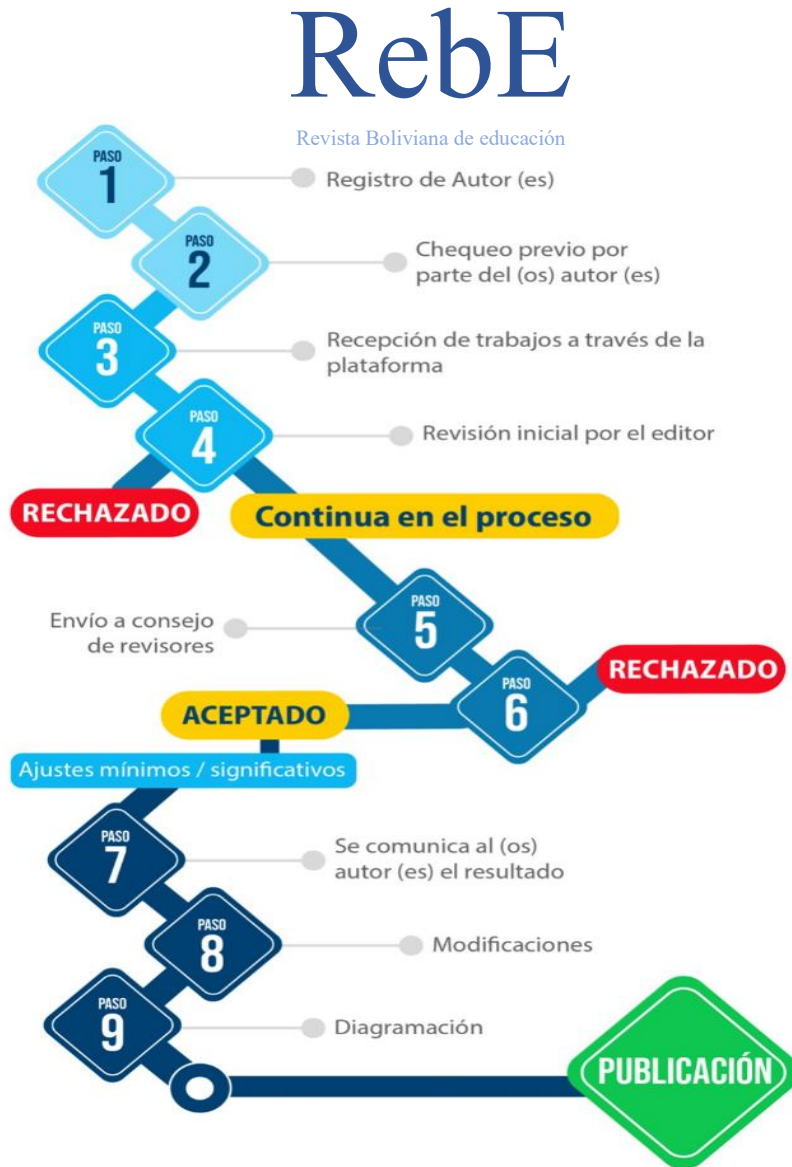 RebE
Revista Boliviana de educación
PASO
1
Registro de Autor (es)
PASO
2
Chequeo previo por
parte del (os) autor (es)
PASO
3
Recepción de trabajos a través de la
plataforma
PASO
4
Revisión inicial por el editor
RECHAZADO
Continua en el proceso
PASO
5
Envío a consejo
de revisores
PASO
6
RECHAZADO
ACEPTADO
Ajustes mínimos / significativos
PASO
7
Se comunica al (os)
autor (es) el resultado
PASO
8
Modificaciones
PASO
9
Diagramación
PUBLICACIÓN